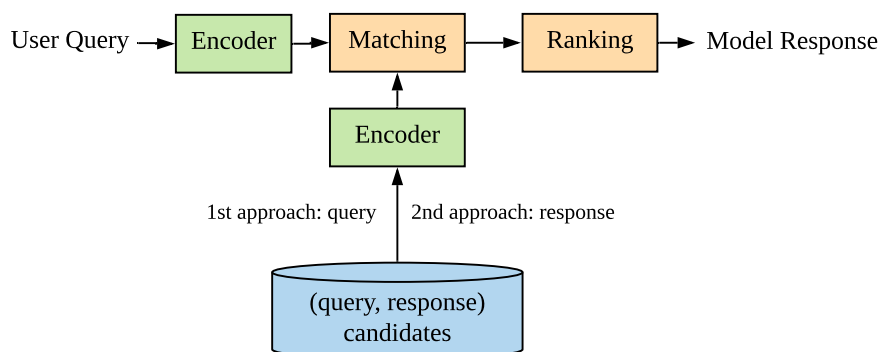 User Query
Encoder
Matching
Ranking
Model Response
Encoder
1st approach: query
2nd approach: response
(query, response)
candidates